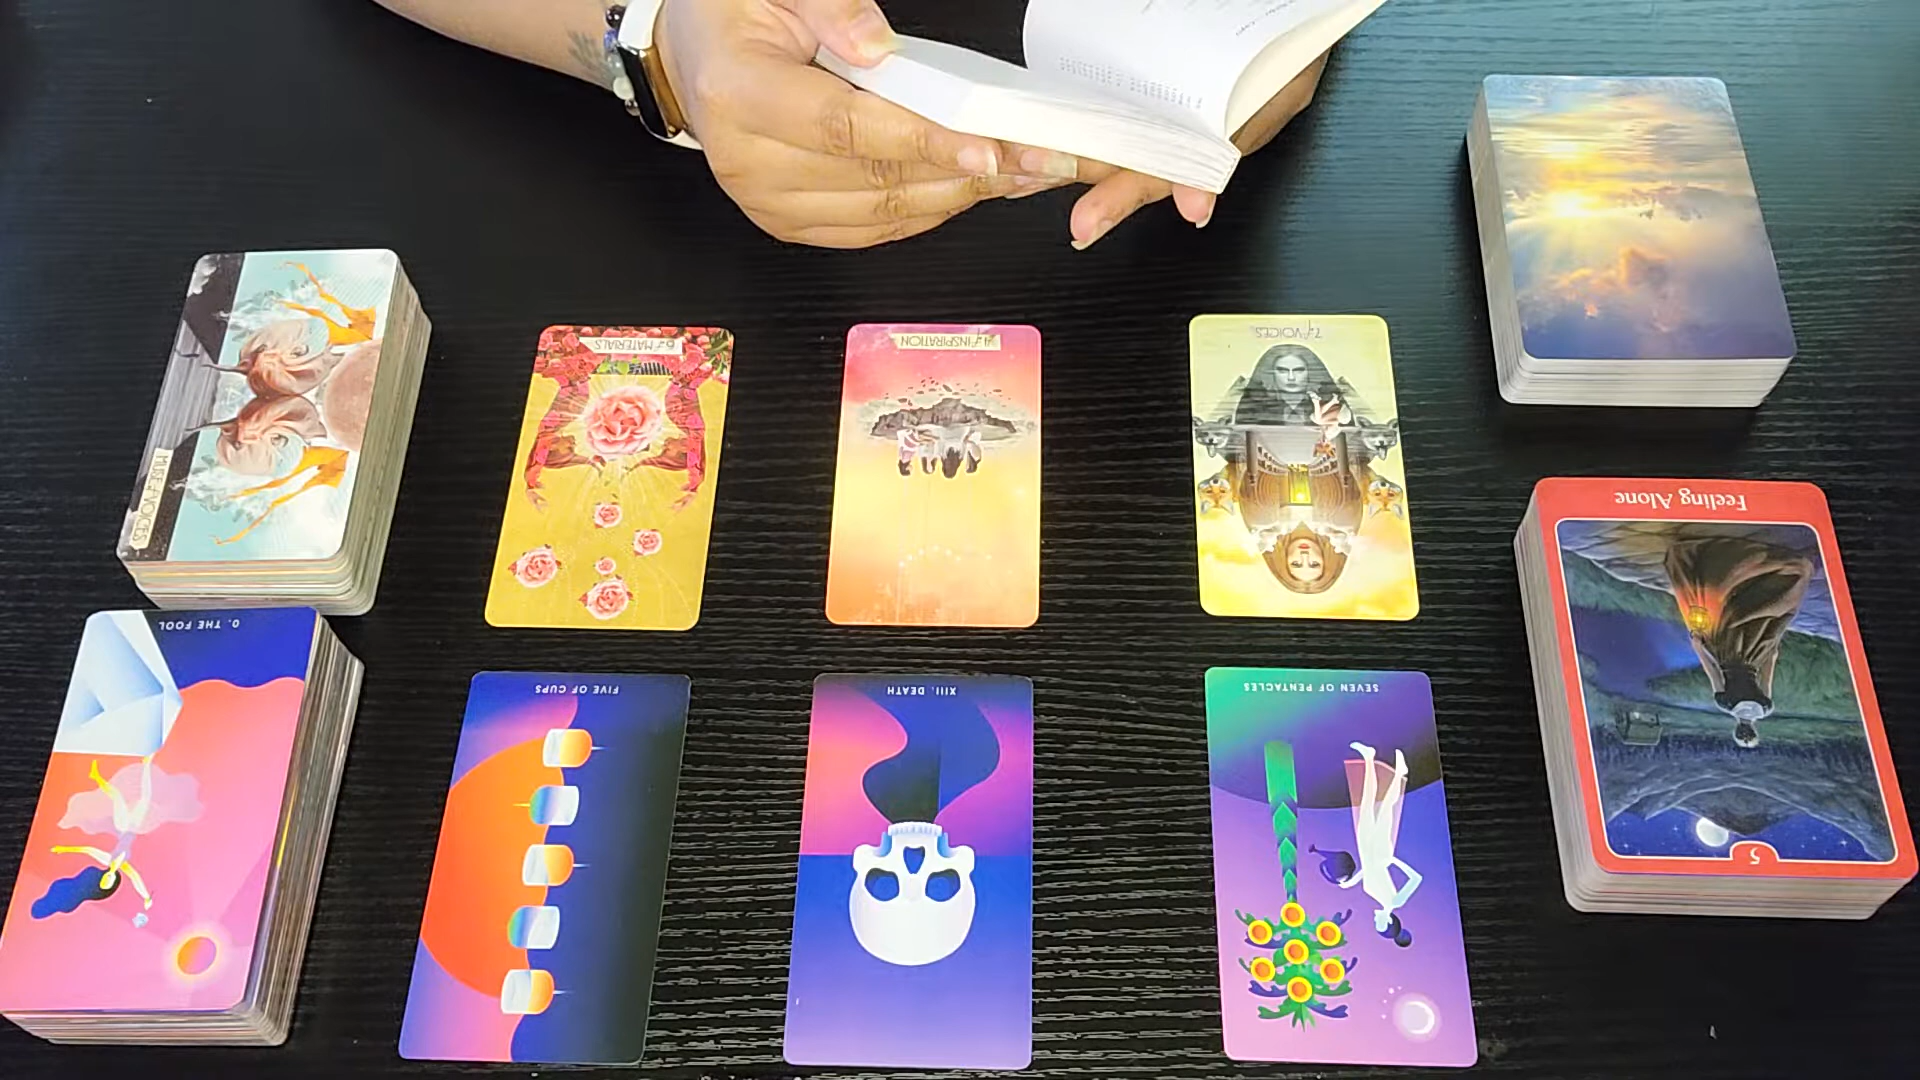 6 of MATERIALS
4 of INSPIRATION
7 of VOICES
MUSE of VOICES
Feeling Alone
5
0. THE FOOL
FIVE OF CUPS
XIII. DEATH
SEVEN OF PENTACLES